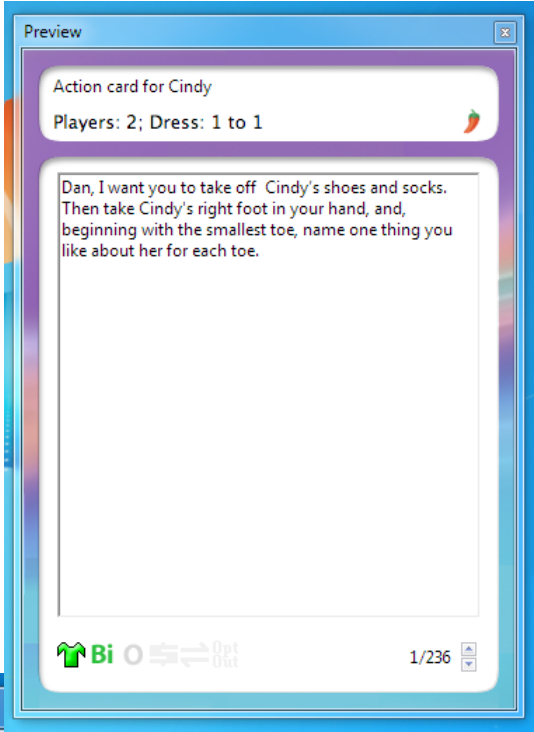 Preview
Action card for Cindy
Players: 2; Dress: 1 to 1
Dan, I want you to take off  Cindy's shoes and socks.
Then take Cindy's right foot in your hand, and,
beginning with the smallest toe, name one thing you
like about her for each toe.
Bi O Opt
Out
1/236